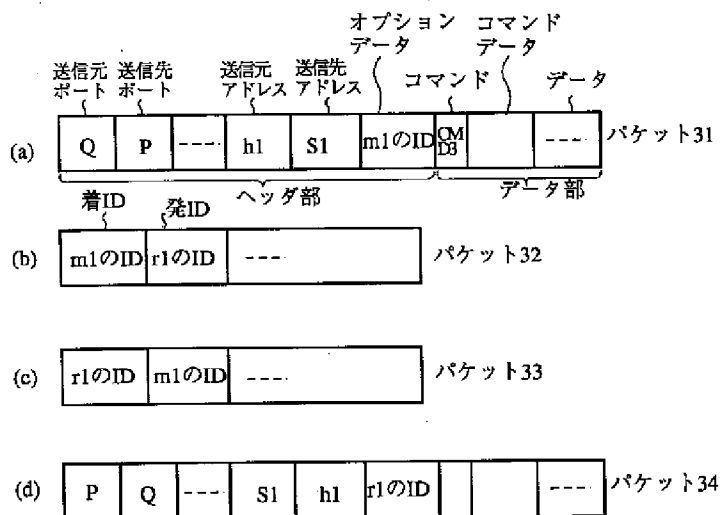 オプション コマンド
データ データ
送信元 送信先 送信元 送信先
ポート ポート アドレス アドレス コマンド データ
(a) Q P ---- h1 S1 m1のID CM D3 ---- パケット31
ヘッダ部 データ部
着ID 発ID
(b) m1のID r1のID ---- パケット32
(c) r1のID m1のID ---- パケット33
(d) P Q ---- S1 h1 r1のID ---- パケット34